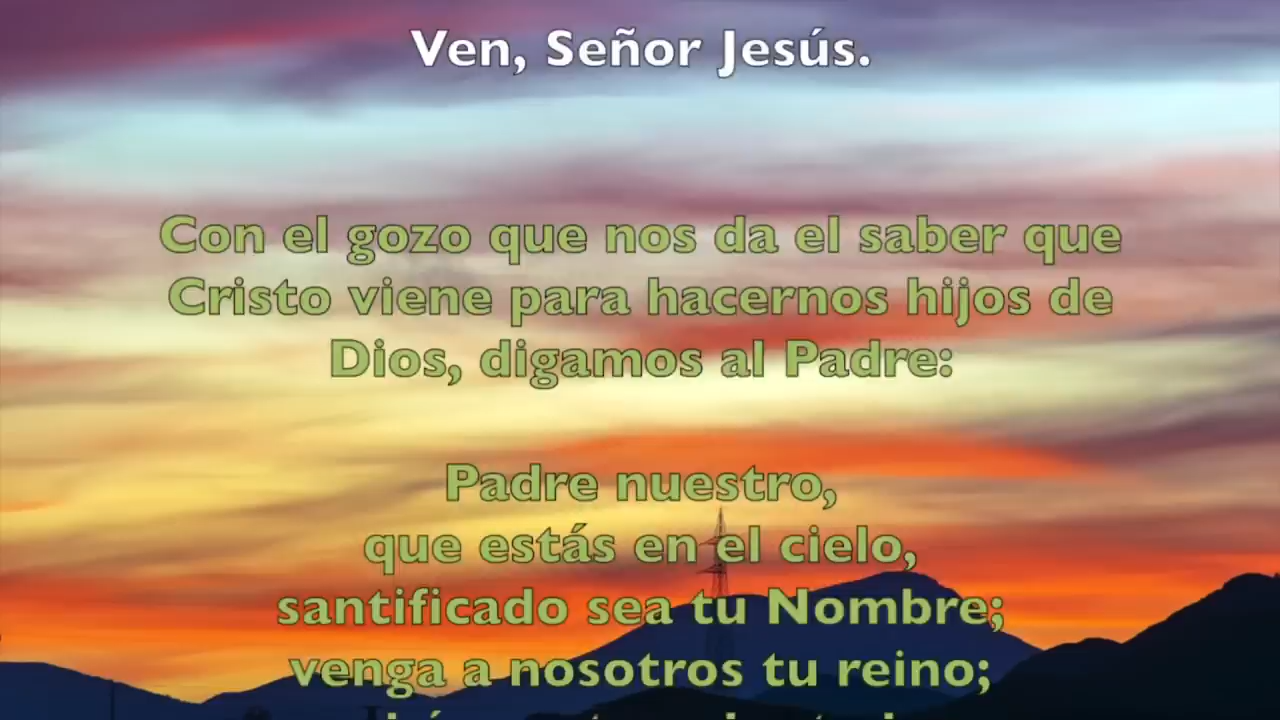 Ven, Señor Jesús.
Con el gozo que nos da el saber que
Cristo viene para hacernos hijos de
Dios, digamos al Padre:
Padre nuestro,
que estás en el cielo,
santificado sea tu Nombre;
venga a nosotros tu reino;